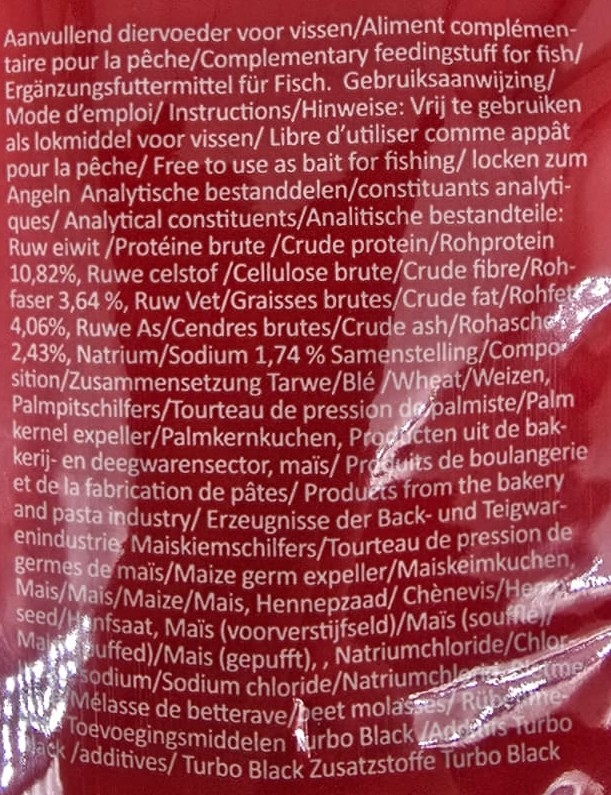 Aanvullend diervoeder voor vissen/Aliment complémen-
taire pour la pêche/Complementary feedingstuff for fish/
Ergänzungsfuttermittel für Fisch. Gebruiksaanwijzing/
Mode d'emploi/ Instructions/Hinweise: Vrij te gebruiken
als lokmiddel voor vissen/ Libre d'utiliser comme appât
pour la pêche/ Free to use as bait for fishing/ locken zum
Angeln Analytische bestanddelen/constituants analyti-
ques/ Analytical constituents/Analitische bestandteile:
Ruw eiwit /Protéine brute /Crude protein/Rohprotein
10,82%, Ruwe celstof /Cellulose brute/Crude fibre/Roh-
faser 3,64 %, Ruw Vet/Graisses brutes/Crude fat/Rohfett
4,06%, Ruwe As/Cendres brutes/Crude ash/Rohasche
2,43%, Natrium/Sodium 1,74 % Samenstelling/Compo-
sition/Zusammensetzung Tarwe/Blé /Wheat/Weizen,
Palmpitschilfers/Tourteau de pression de palmiste/Palm
kernel expeller/Palmkernkuchen, Producten uit de bak-
kerij- en deegwarensector, maïs/ Produits de boulangerie
et de la fabrication de pâtes/ Products from the bakery
and pasta industry/ Erzeugnisse der Back- und Teigwar-
enindustrie, Maiskiemschilfers/Tourteau de pression de
germes de maïs/Maize germ expeller/Maiskeimkuchen,
Mais/Maïs/Maize/Mais, Hennepzaad/ Chènevis/Hemp
seed/Hanfsaat, Maïs (voorverstijfseld)/Maïs (soufflé)/
(puffed)/Mais (gepufft), , Natriumchloride/Chlor-
sodium/Sodium chloride/Natriumchlorid,
/Mélasse de betterave/beet molasses/
Toevoegingsmiddelen Turbo Black /Additifs Turbo
Black /additives/ Turbo Black Zusatzstoffe Turbo Black